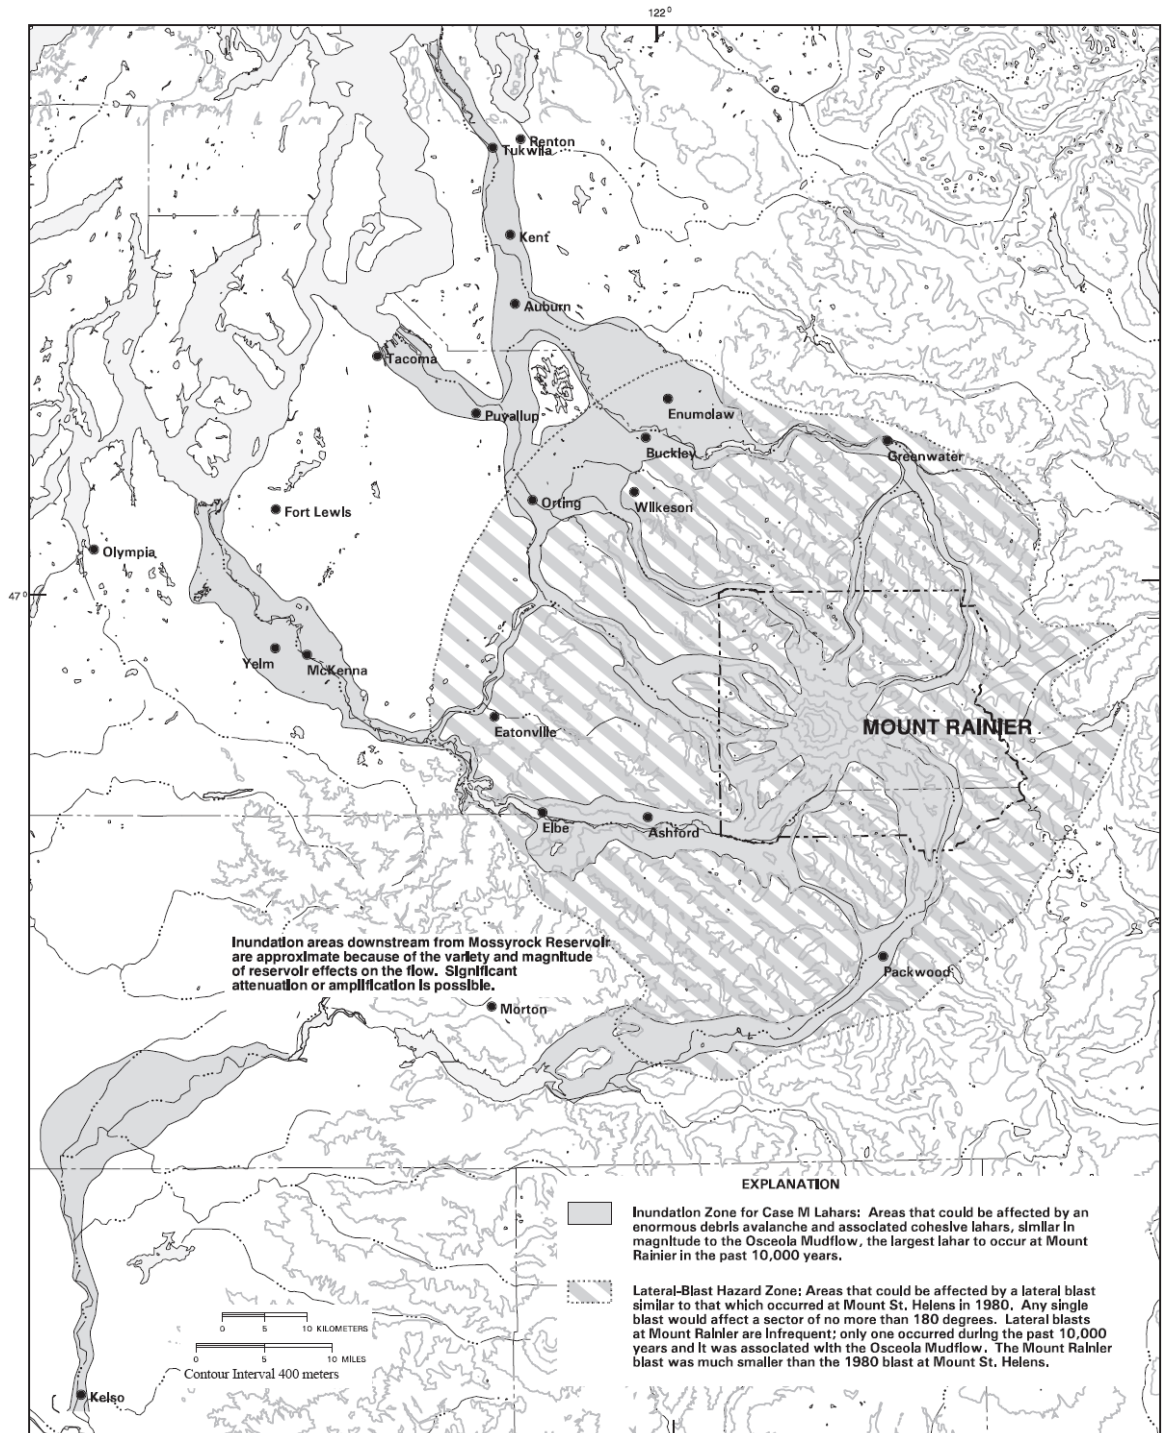 122⁰
Renton
Tukwila
Kent
Auburn
Tacoma
Puyallup
Enumolaw
Buckley
Greenwater
Orting
Wilkeson
Fort Lewis
Olympia
47⁰
Yelm
McKenna
MOUNT RAINIER
Eatonville
Elbe
Ashford
Inundation areas downstream from Mossyrock Reservoir
are approximate because of the variety and magnitude
of reservoir effects on the flow. Significant
attenuation or amplification is possible.
Packwood
Morton
EXPLANATION
Inundation Zone for Case M Lahars: Areas that could be affected by an
enormous debris avalanche and associated cohesive lahars, similar in
magnitude to the Osceola Mudflow, the largest lahar to occur at Mount
Rainier in the past 10,000 years.
Lateral-Blast Hazard Zone: Areas that could be affected by a lateral blast
similar to that which occurred at Mount St. Helens in 1980. Any single
blast would affect a sector of no more than 180 degrees. Lateral blasts
at Mount Rainier are infrequent; only one occurred during the past 10,000
years and it was associated with the Osceola Mudflow. The Mount Rainier
blast was much smaller than the 1980 blast at Mount St. Helens.
0 5 10 KILOMETERS
0 5 10 MILES
Contour Interval 400 meters
Kelso